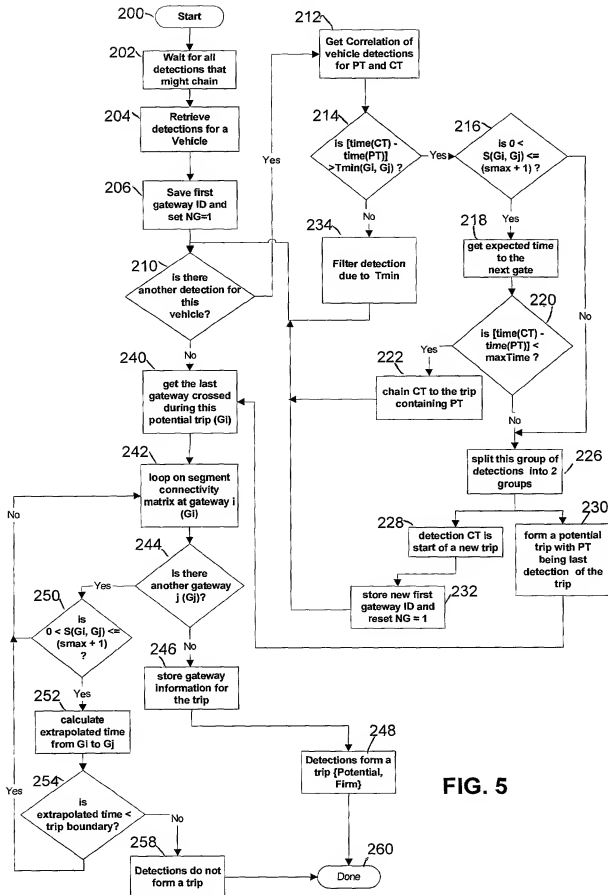 200
Start
202
Wait for all
detections that
might chain
204
Retrieve
detections for a
Vehicle
206
Save first
gateway ID and
set NG=1
210
is there
another detection for
this
vehicle?
Yes
No
212
Get Correlation of
vehicle detections
for PT and CT
214
is [time(CT) -
time(PT)]
>Tmin(Gi, Gj) ?
Yes
No
234
Filter detection
due to Tmin
216
is 0 <
S(Gi, Gj) <=
(smax + 1) ?
Yes
No
218
get expected time
to the
next gate
220
is [time(CT) -
time(PT)] <
maxTime ?
Yes
No
222
chain CT to the trip
containing PT
226
split this group of
detections into 2
groups
228
detection CT is
start of a new trip
230
form a potential
trip with PT
being last
detection of the
trip
232
store new first
gateway ID and
reset NG = 1
240
get the last
gateway crossed
during this
potential trip (Gi)
242
loop on segment
connectivity
matrix at gateway i
(Gi)
244
Is there
another gateway
j (Gj)?
Yes
No
246
store gateway
information for
the trip
248
Detections form a
trip {Potential,
Firm}
250
is
0 < S(Gi, Gj) <=
(smax + 1)
?
No
Yes
252
calculate
extrapolated time
from Gi to Gj
254
is
extrapolated time <
trip boundary?
Yes
No
258
Detections do not
form a trip
260
Done
FIG. 5